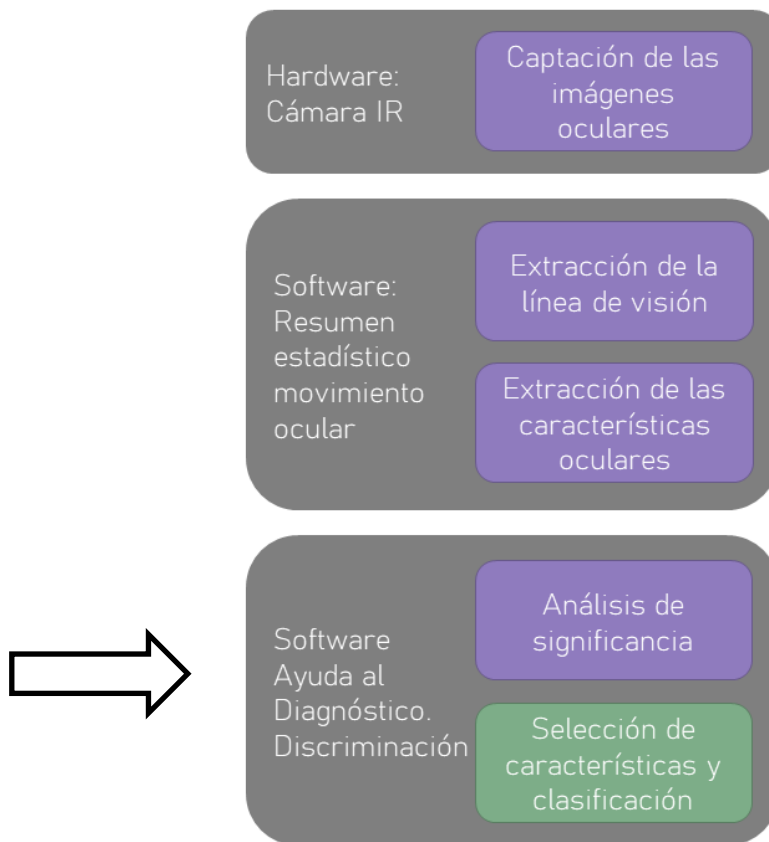 Hardware:
Cámara IR
Captación de las
imágenes
oculares
Software:
Resumen
estadístico
movimiento
ocular
Extracción de la
línea de visión
Extracción de las
características
oculares
Software
Ayuda al
Diagnóstico.
Discriminación
Análisis de
significancia
Selección de
características y
clasificación